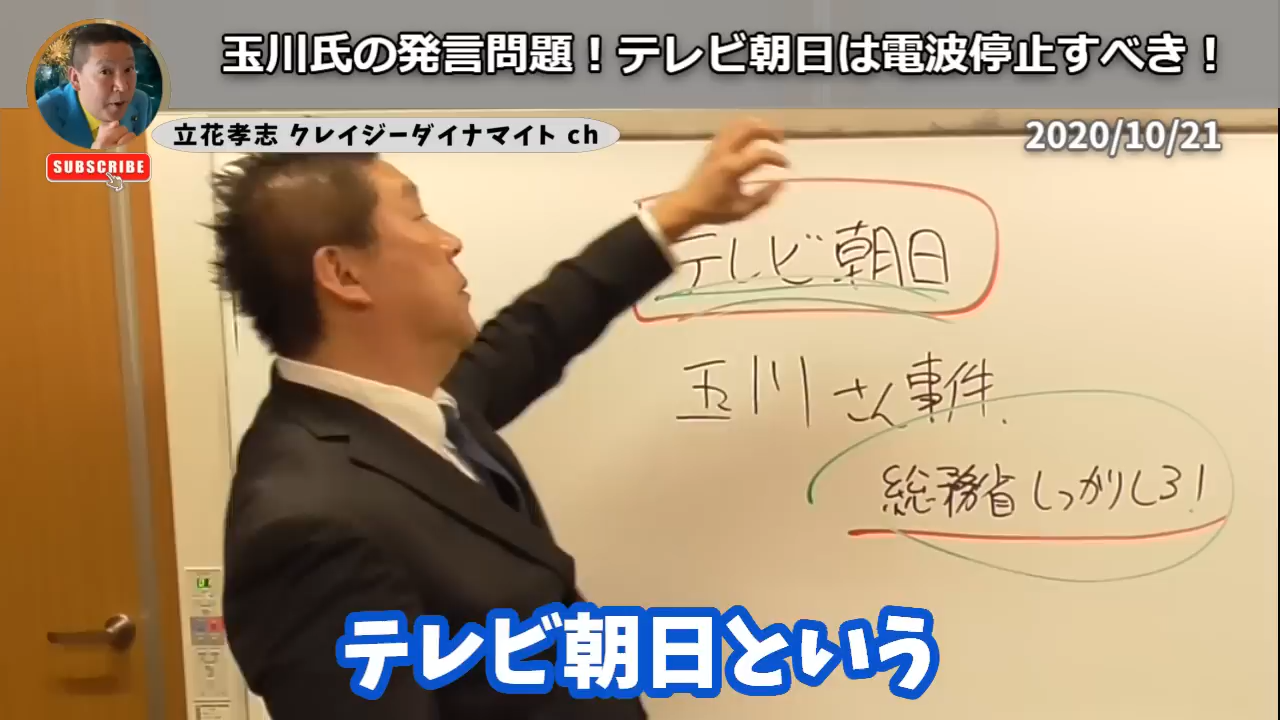 玉川氏の発言問題！テレビ朝日は電波停止すべき！
立花孝志 クレイジーダイナマイト ch
2020/10/21
SUBSCRIBE
テレビ朝日
玉川さん事件.
総務省しっかりしろ!
テレビ朝日という